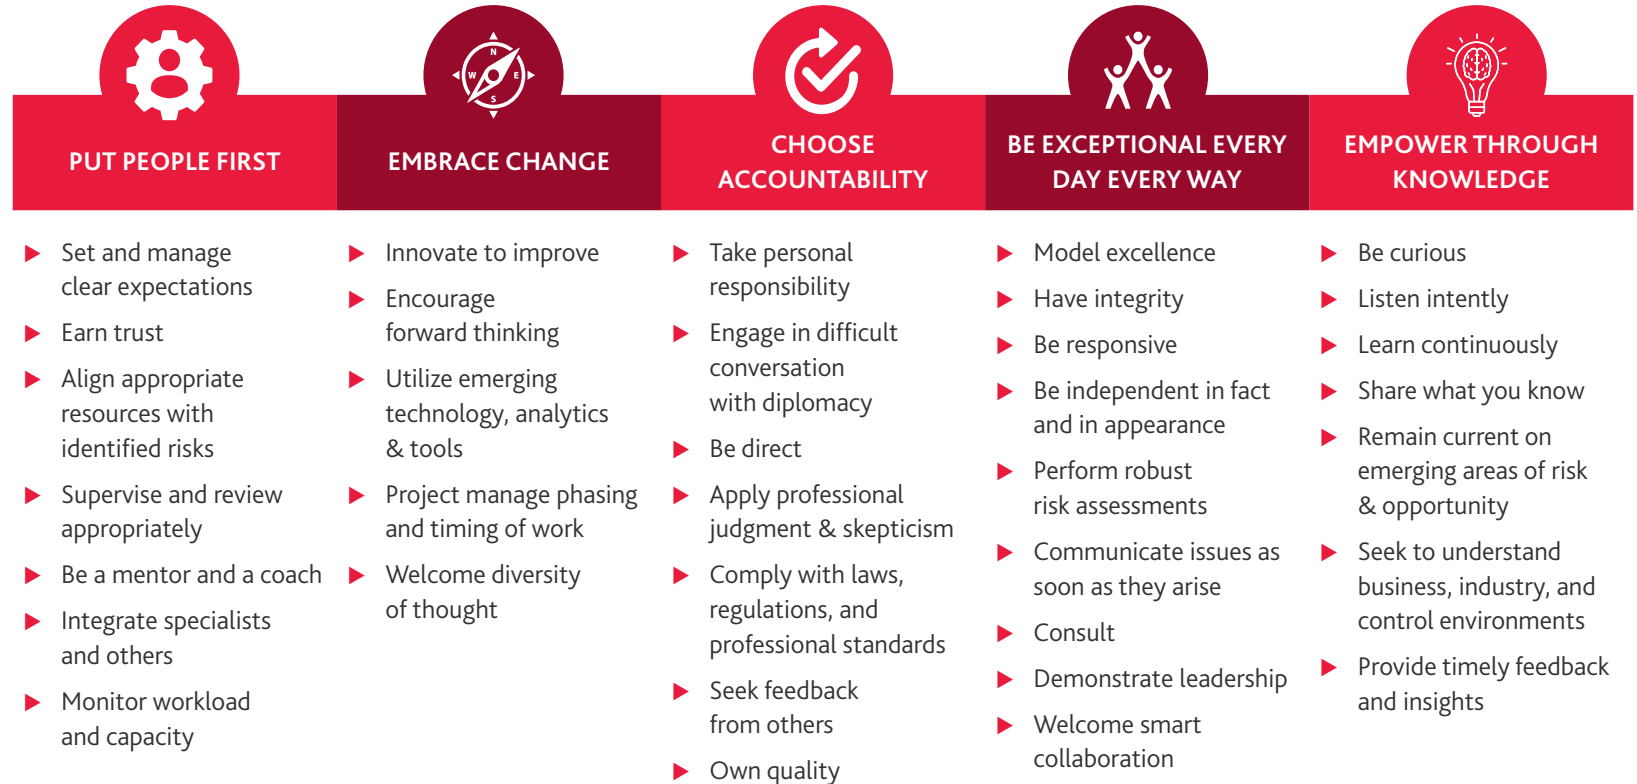 N
W
E
S
PUT PEOPLE FIRST
Set and manage
clear expectations
Earn trust
Align appropriate
resources with
identified risks
Supervise and review
appropriately
Be a mentor and a coach
Integrate specialists
and others
Monitor workload
and capacity
EMBRACE CHANGE
Innovate to improve
Encourage
forward thinking
Utilize emerging
technology, analytics
& tools
Project manage phasing
and timing of work
Welcome diversity
of thought
CHOOSE
ACCOUNTABILITY
Take personal
responsibility
Engage in difficult
conversation
with diplomacy
Be direct
Apply professional
judgment & skepticism
Comply with laws,
regulations, and
professional standards
Seek feedback
from others
Own quality
BE EXCEPTIONAL EVERY
DAY EVERY WAY
Model excellence
Have integrity
Be responsive
Be independent in fact
and in appearance
Perform robust
risk assessments
Communicate issues as
soon as they arise
Consult
Demonstrate leadership
Welcome smart
collaboration
EMPOWER THROUGH
KNOWLEDGE
Be curious
Listen intently
Learn continuously
Share what you know
Remain current on
emerging areas of risk
& opportunity
Seek to understand
business, industry, and
control environments
Provide timely feedback
and insights